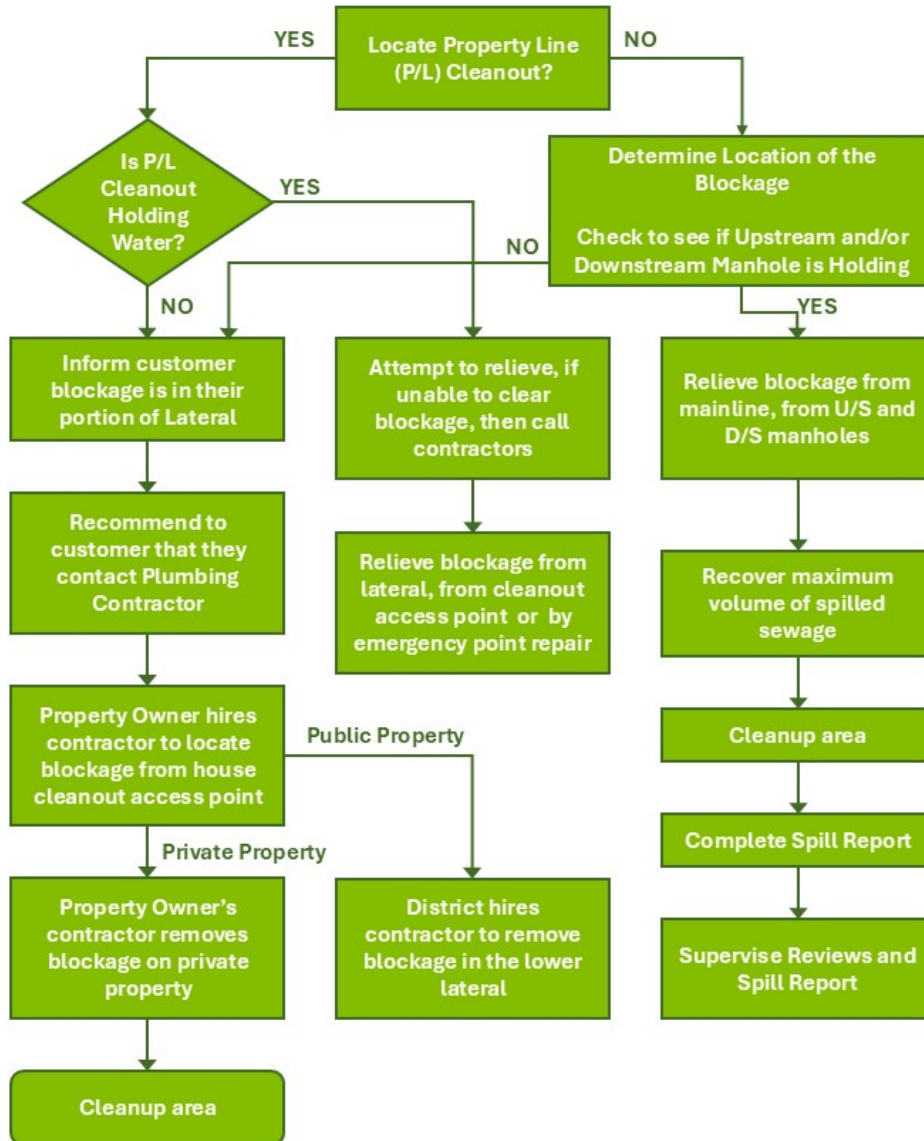 YES
Locate Property Line
(P/L) Cleanout?
NO
Is P/L
Cleanout
Holding
Water?
YES
Determine Location of the
Blockage
Check to see if Upstream and/or
Downstream Manhole is Holding
NO
NO
YES
Inform customer
blockage is in their
portion of Lateral
Attempt to relieve, if
unable to clear
blockage, then call
contractors
Relieve blockage from
mainline, from U/S and
D/S manholes
Recommend to
customer that they
contact Plumbing
Contractor
Relieve blockage from
lateral, from cleanout
access point or by
emergency point repair
Recover maximum
volume of spilled
sewage
Property Owner hires
contractor to locate
blockage from house
cleanout access point
Public Property
Cleanup area
Private Property
Complete Spill Report
Property Owner’s
contractor removes
blockage on private
property
District hires
contractor to remove
blockage in the lower
lateral
Supervise Reviews and
Spill Report
Cleanup area